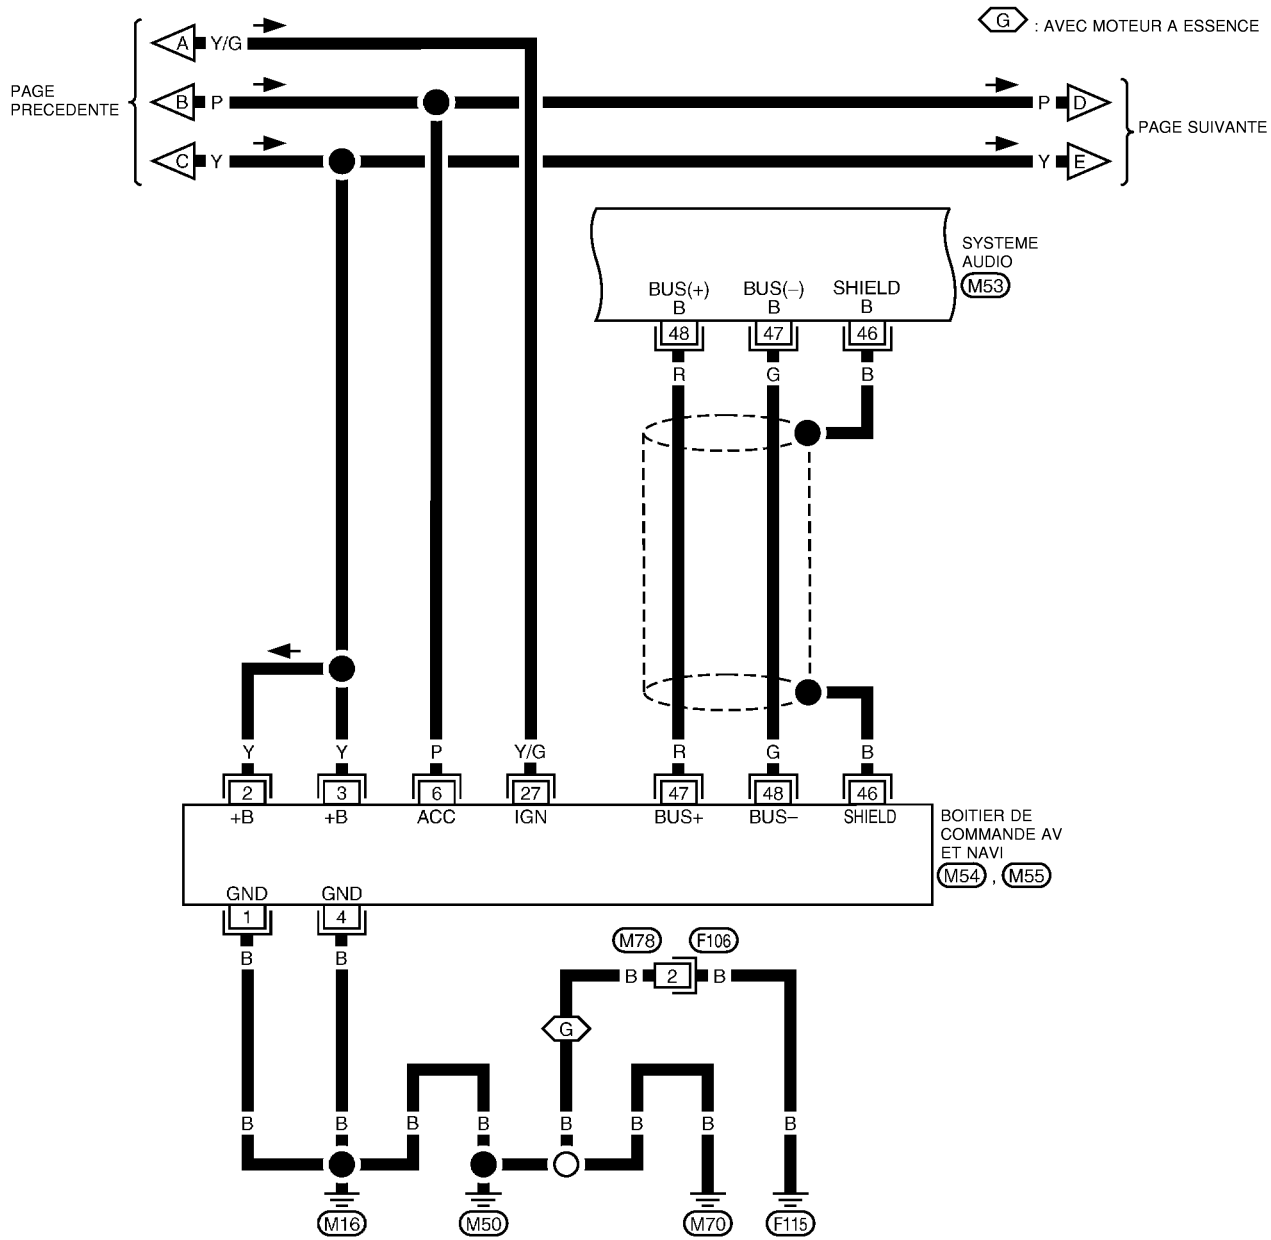 G : AVEC MOTEUR A ESSENCE
PAGE
PRECEDENTE
A Y/G
B P
P D
C Y
Y E
PAGE SUIVANTE
SYSTEME
AUDIO
M53
BUS(+) BUS(–) SHIELD
B B B
48 47 46
R G B
Y Y P Y/G R G B
2 3 6 27 47 48 46
+B +B ACC IGN BUS+ BUS– SHIELD
BOITIER DE
COMMANDE AV
ET NAVI
M54 , M55
GND GND
1 4
B B
M78 F106
B 2 B
G
B B B B B B B B
M16 M50 M70 F115